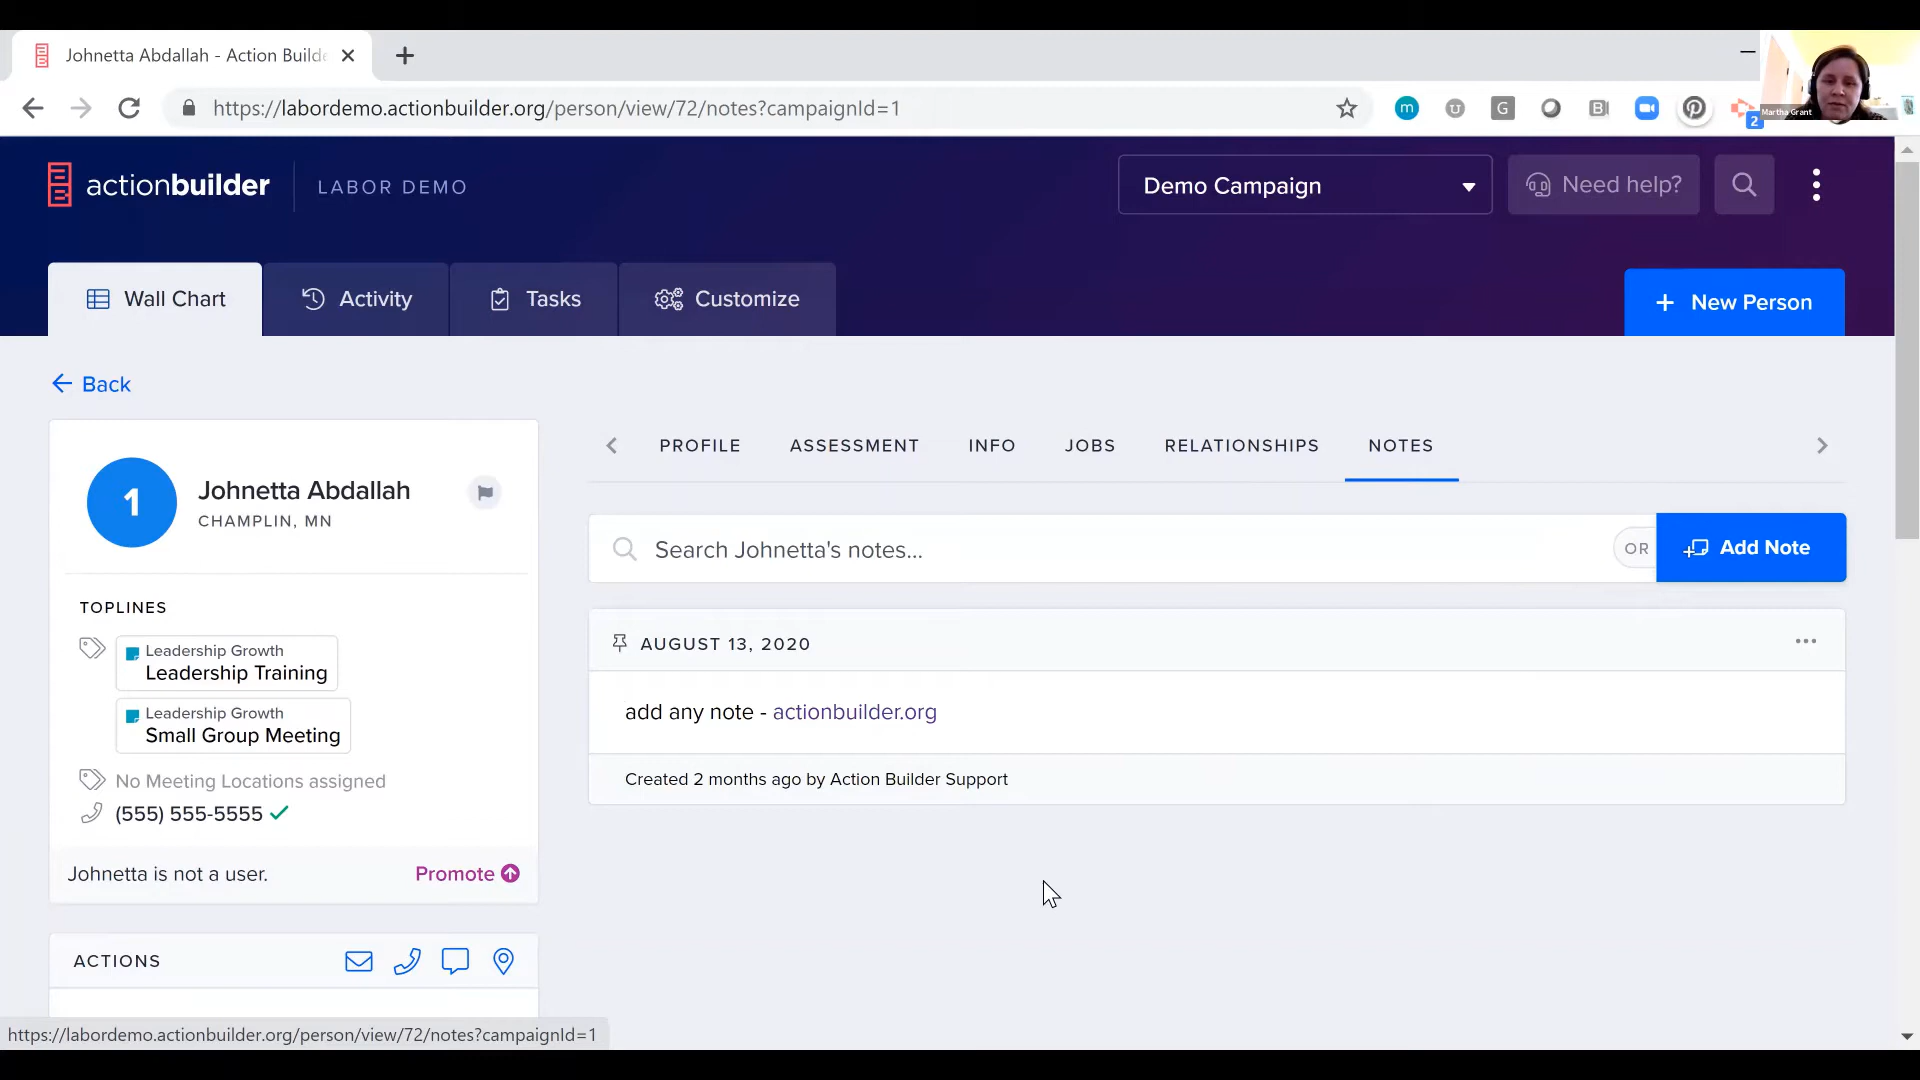 Johnetta Abdallah - Action Builde
https://labordemo.actionbuilder.org/person/view/72/notes?campaignId=1
m
G
B
2
Martha Grant
actionbuilder
LABOR DEMO
Demo Campaign
Need help?
Wall Chart
Activity
Tasks
Customize
+ New Person
Back
1
Johnetta Abdallah
CHAMPLIN, MN
TOPLINES
Leadership Growth
Leadership Training
Leadership Growth
Small Group Meeting
No Meeting Locations assigned
(555) 555-5555
Johnetta is not a user.
Promote
ACTIONS
PROFILE
ASSESSMENT
INFO
JOBS
RELATIONSHIPS
NOTES
Search Johnetta's notes...
OR
Add Note
AUGUST 13, 2020
add any note - actionbuilder.org
Created 2 months ago by Action Builder Support
https://labordemo.actionbuilder.org/person/view/72/notes?campaignId=1